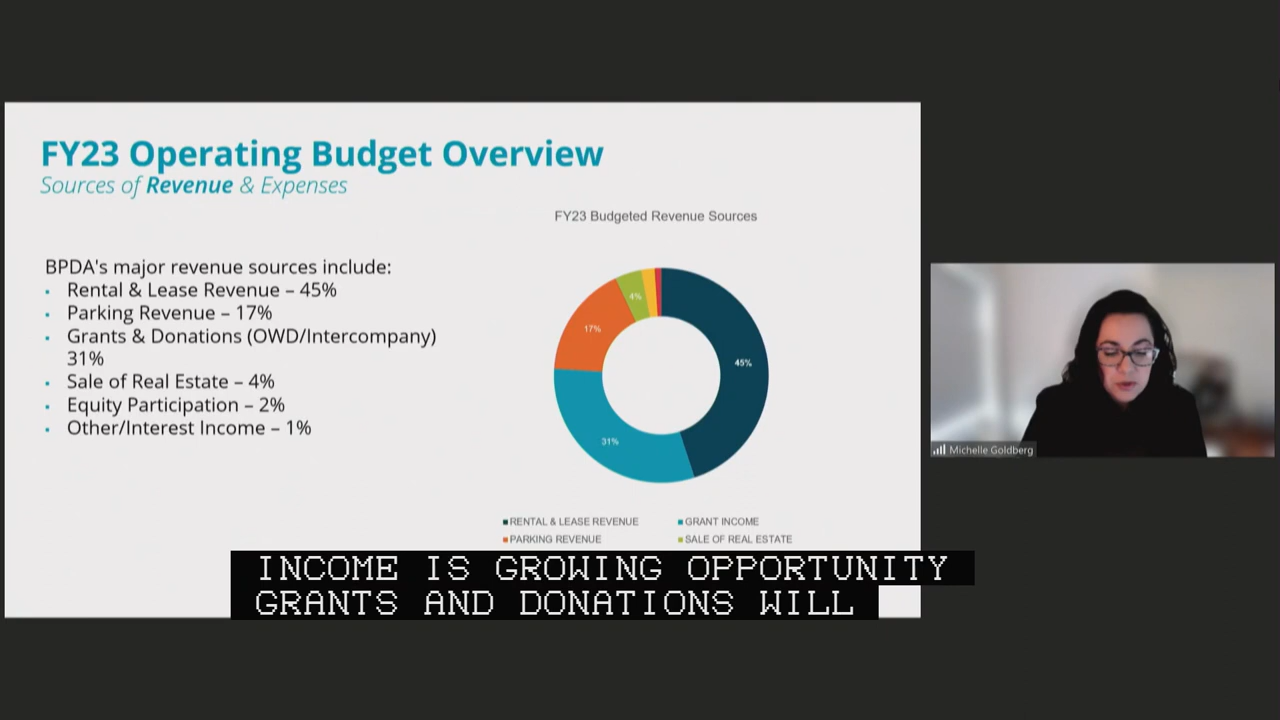 FY23 Operating Budget Overview
Sources of Revenue & Expenses
BPDA's major revenue sources include:
▪ Rental & Lease Revenue – 45%
▪ Parking Revenue – 17%
▪ Grants & Donations (OWD/Intercompany)
31%
▪ Sale of Real Estate – 4%
▪ Equity Participation – 2%
▪ Other/Interest Income – 1%
FY23 Budgeted Revenue Sources
4%
17%
45%
31%
RENTAL & LEASE REVENUE
GRANT INCOME
PARKING REVENUE
SALE OF REAL ESTATE
INCOME IS GROWING OPPORTUNITY
GRANTS AND DONATIONS WILL
Michelle Goldberg